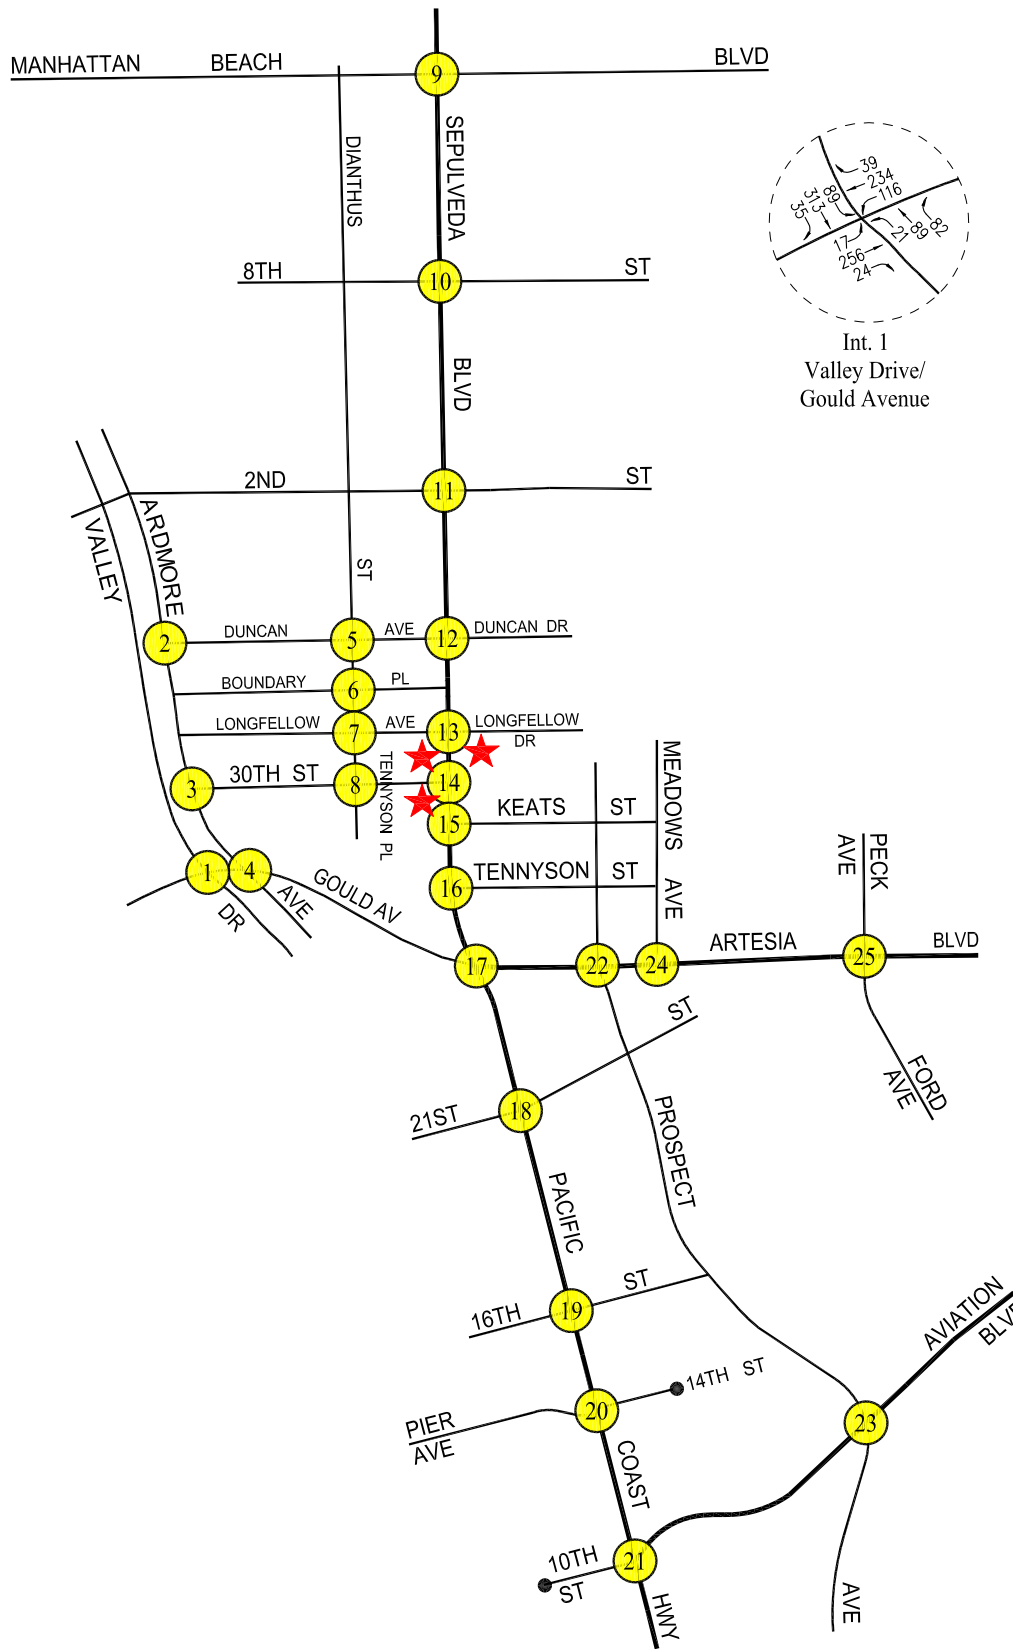 MANHATTAN BEACH BLVD
9
SEPULVEDA
DIANTHUS
39
234
116
89
313
35
17
256
24
21
89
82
Int. 1
Valley Drive/
Gould Avenue
8TH ST
10
BLVD
2ND ST
11
VALLEY
ARDMORE
ST
2
DUNCAN
5
AVE
12
DUNCAN DR
BOUNDARY
6
PL
LONGFELLOW
7
AVE
13
LONGFELLOW
DR
3
30TH ST
8
TENNYSON PL
14
15
KEATS ST
MEADOWS
AVE
PECK
AVE
1
4
DR
AVE
GOULD AV
16
TENNYSON ST
17
22
24
ARTESIA
25
BLVD
ST
18
21ST
FORD
AVE
PROSPECT
PACIFIC
16TH
19
ST
AVIATION
14TH ST
PIER
AVE
20
23
COAST
10TH
ST
21
HWY
AVE